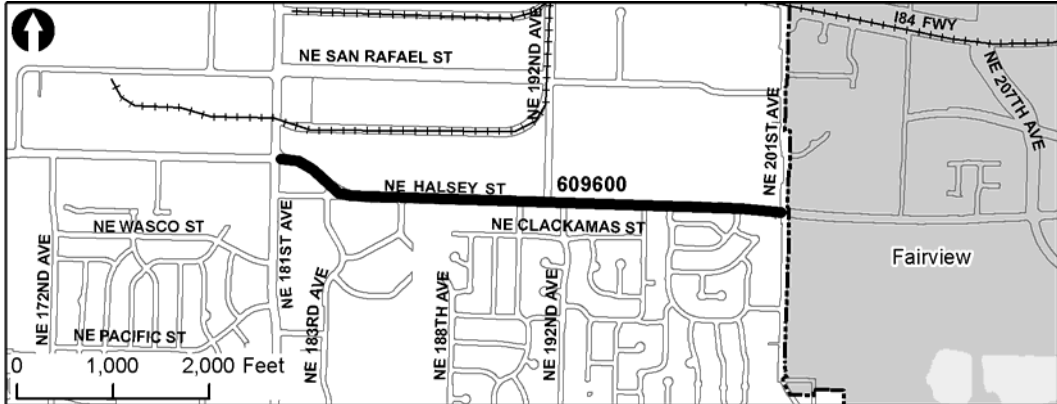 I84 FWY
NE SAN RAFAEL ST
NE 192ND AVE
NE 207TH AVE
NE 201ST AVE
NE HALSEY ST
609600
NE WASCO ST
NE CLACKAMAS ST
NE 172ND AVE
NE 181ST AVE
Fairview
NE 183RD AVE
NE 188TH AVE
NE 192ND AVE
NE PACIFIC ST
0 1,000 2,000 Feet